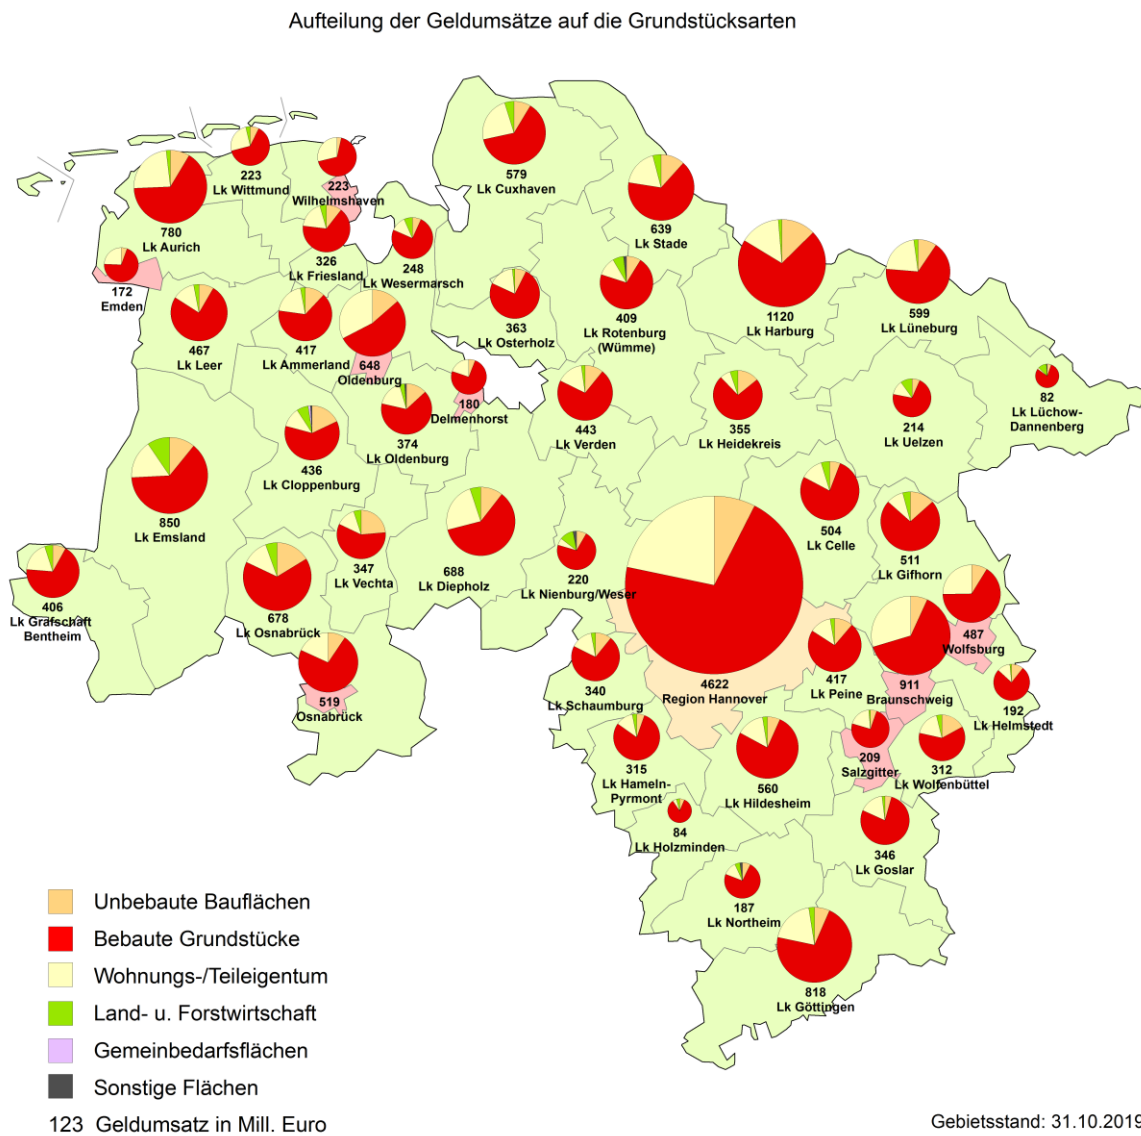 Aufteilung der Geldumsätze auf die Grundstücksarten
579
Lk Cuxhaven
223
Lk Wittmund
223
Wilhelmshaven
780
Lk Aurich
639
Lk Stade
326
Lk Friesland
248
Lk Wesermarsch
172
Emden
1120
Lk Harburg
599
Lk Lüneburg
409
Lk Rotenburg
(Wümme)
363
Lk Osterholz
467
Lk Leer
417
Lk Ammerland
648
Oldenburg
180
Delmenhorst
82
Lk Lüchow-
Dannenberg
374
Lk Oldenburg
443
Lk Verden
355
Lk Heidekreis
214
Lk Uelzen
436
Lk Cloppenburg
850
Lk Emsland
504
Lk Celle
511
Lk Gifhorn
347
Lk Vechta
688
Lk Diepholz
220
Lk Nienburg/Weser
406
Lk Grafschaft
Bentheim
678
Lk Osnabrück
487
Wolfsburg
4622
Region Hannover
417
Lk Peine
911
Braunschweig
340
Lk Schaumburg
519
Osnabrück
192
Lk Helmstedt
315
Lk Hameln-
Pyrmont
560
Lk Hildesheim
209
Salzgitter
312
Lk Wolfenbüttel
84
Lk Holzminden
346
Lk Goslar
187
Lk Northeim
818
Lk Göttingen
Unbebaute Bauflächen
Bebaute Grundstücke
Wohnungs-/Teileigentum
Land- u. Forstwirtschaft
Gemeinbedarfsflächen
Sonstige Flächen
123 Geldumsatz in Mill. Euro
Gebietsstand: 31.10.2019